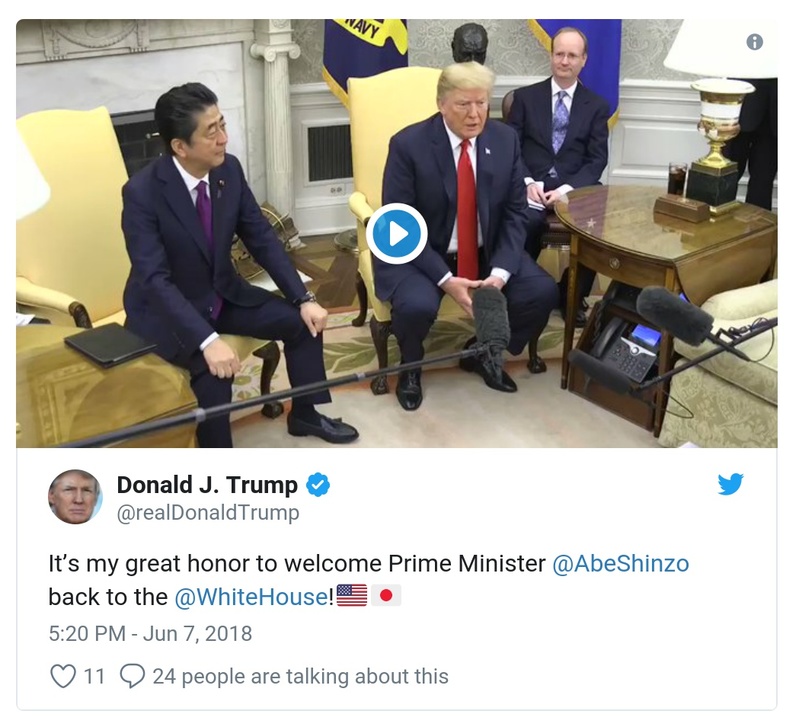 NAVY
Donald J. Trump
@realDonaldTrump
It’s my great honor to welcome Prime Minister @AbeShinzo
back to the @WhiteHouse!🇺🇸 🇯🇵
5:20 PM - Jun 7, 2018
11 24 people are talking about this